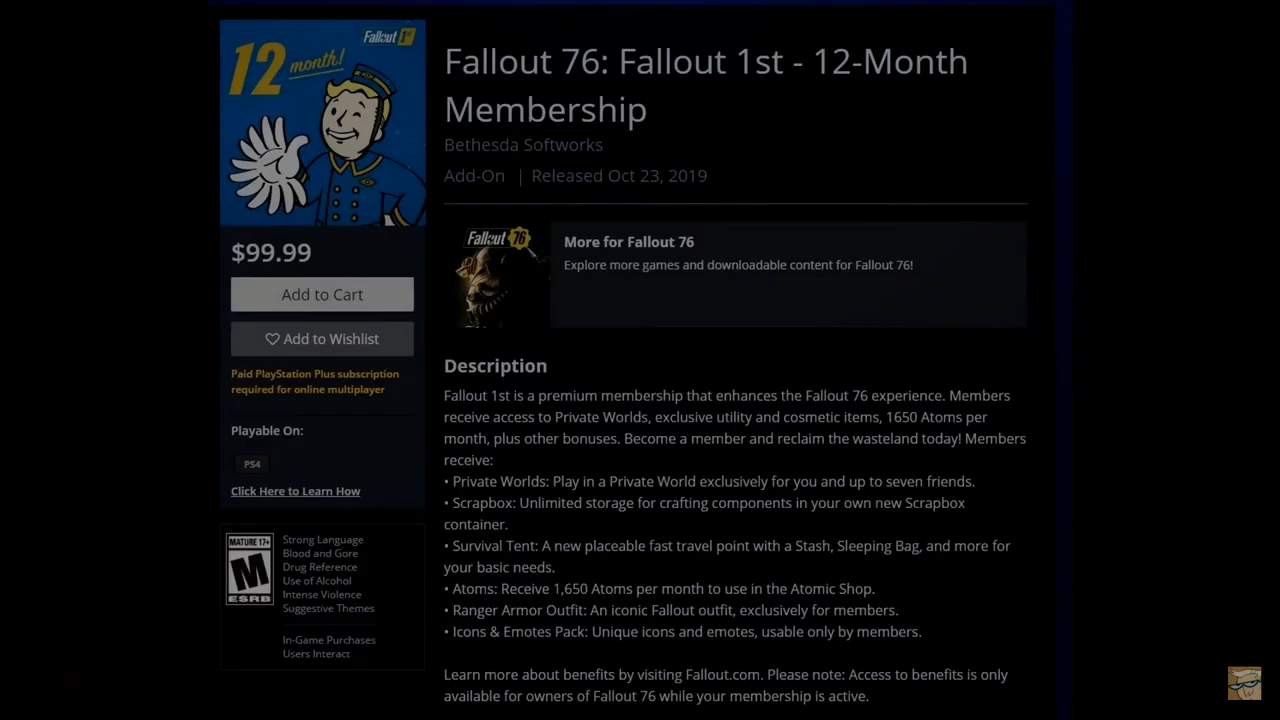 Fallout 1st
12 month!
Fallout 76: Fallout 1st - 12-Month
Membership
Bethesda Softworks
Add-On | Released Oct 23, 2019
$99.99
Add to Cart
Add to Wishlist
Paid PlayStation Plus subscription
required for online multiplayer
Playable On:
PS4
Click Here to Learn How
MATURE 17+
M
ESRB
Strong Language
Blood and Gore
Drug Reference
Use of Alcohol
Intense Violence
Suggestive Themes
In-Game Purchases
Users Interact
Fallout 76
More for Fallout 76
Explore more games and downloadable content for Fallout 76!
Description
Fallout 1st is a premium membership that enhances the Fallout 76 experience. Members
receive access to Private Worlds, exclusive utility and cosmetic items, 1650 Atoms per
month, plus other bonuses. Become a member and reclaim the wasteland today! Members
receive:
• Private Worlds: Play in a Private World exclusively for you and up to seven friends.
• Scrapbox: Unlimited storage for crafting components in your own new Scrapbox
container.
• Survival Tent: A new placeable fast travel point with a Stash, Sleeping Bag, and more for
your basic needs.
• Atoms: Receive 1,650 Atoms per month to use in the Atomic Shop.
• Ranger Armor Outfit: An iconic Fallout outfit, exclusively for members.
• Icons & Emotes Pack: Unique icons and emotes, usable only by members.
Learn more about benefits by visiting Fallout.com. Please note: Access to benefits is only
available for owners of Fallout 76 while your membership is active.